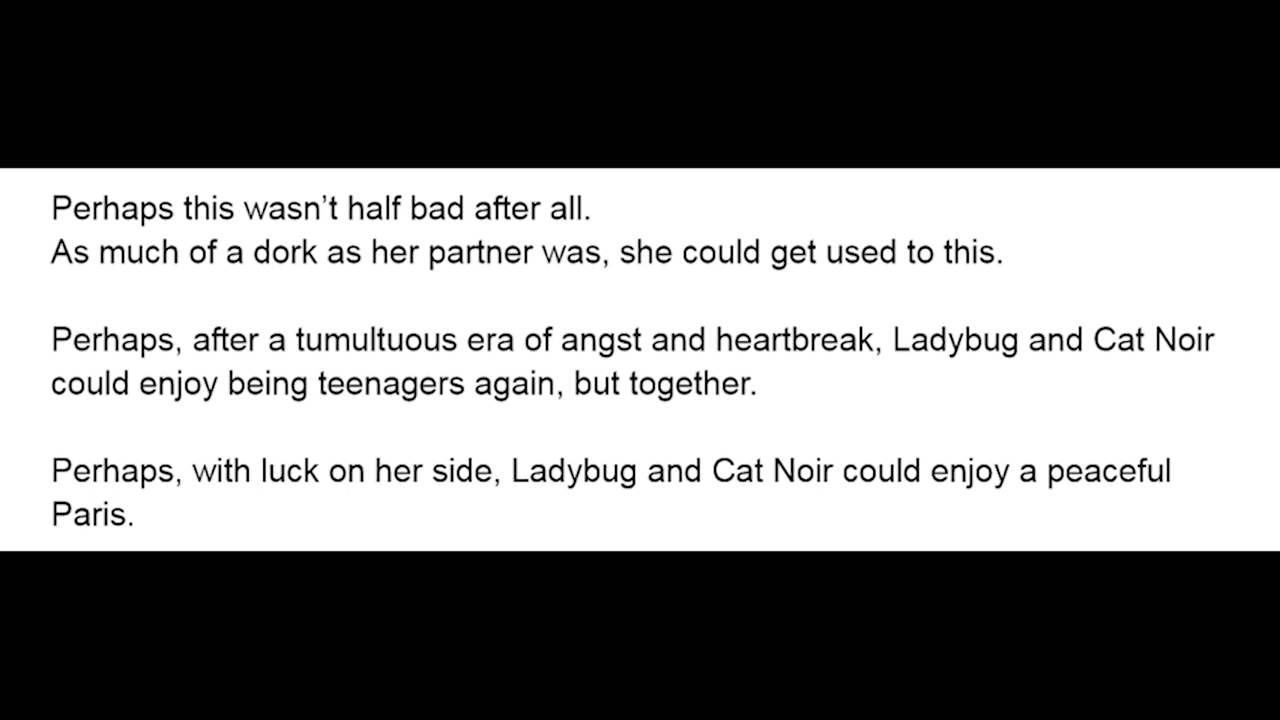 Perhaps this wasn’t half bad after all.
As much of a dork as her partner was, she could get used to this.
Perhaps, after a tumultuous era of angst and heartbreak, Ladybug and Cat Noir
could enjoy being teenagers again, but together.
Perhaps, with luck on her side, Ladybug and Cat Noir could enjoy a peaceful
Paris.